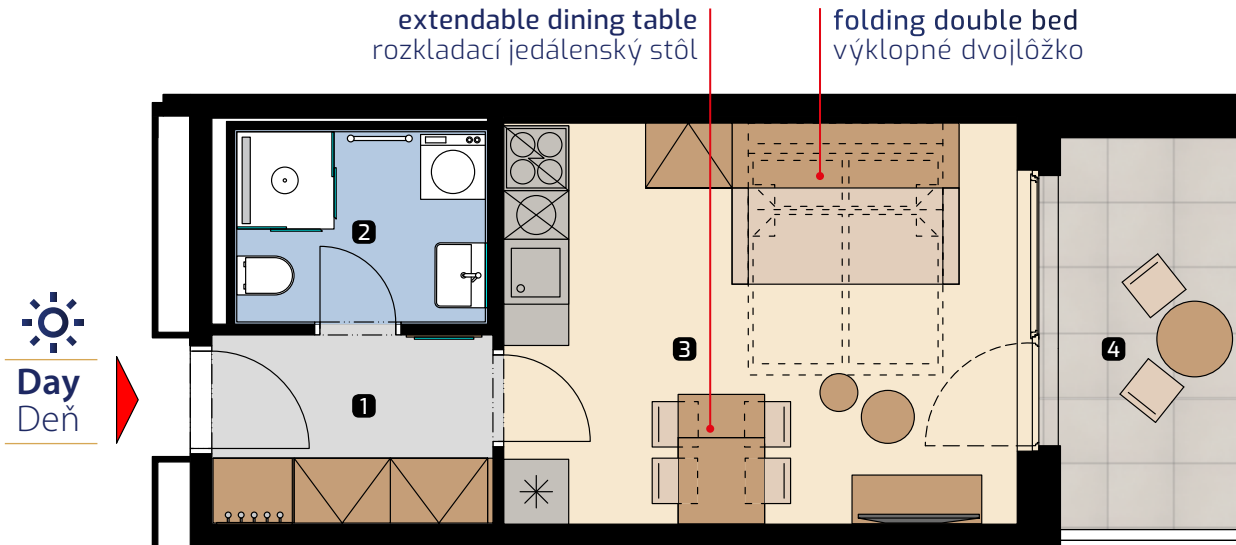 extendable dining table
rozkladací jedálenský stôl
folding double bed
výklopné dvojlôžko
2
3
4
Day
Deň
1